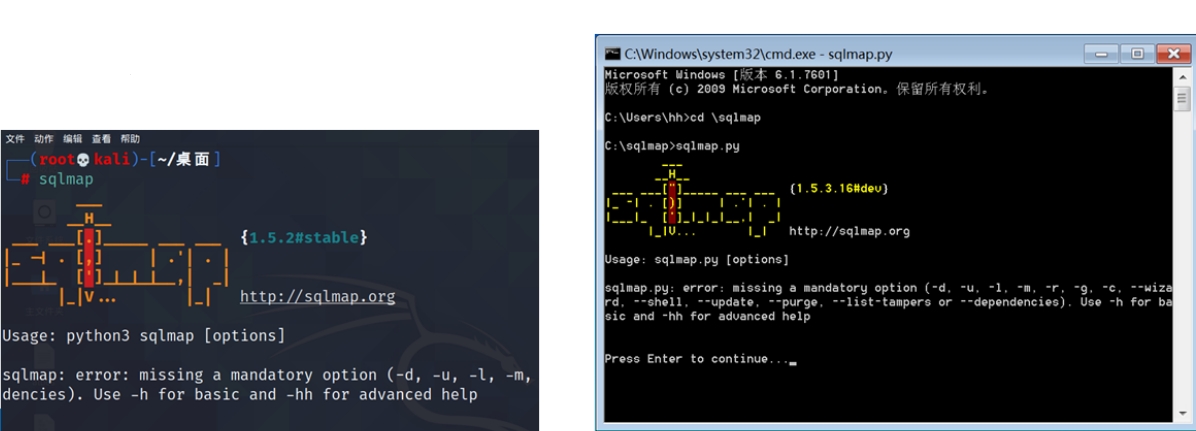 文件 动作 编辑 查看 帮助
(root💀kali)-[~/桌面]
# sqlmap
{1.5.2#stable}
http://sqlmap.org
Usage: python3 sqlmap [options]
sqlmap: error: missing a mandatory option (-d, -u, -l, -m,
dencies). Use -h for basic and -hh for advanced help
C:\Windows\system32\cmd.exe - sqlmap.py
Microsoft Windows [版本 6.1.7601]
版权所有 (c) 2009 Microsoft Corporation。保留所有权利。
C:\Users\hh>cd \sqlmap
C:\sqlmap>sqlmap.py
{1.5.3.16#dev}
http://sqlmap.org
Usage: sqlmap.py [options]
sqlmap.py: error: missing a mandatory option (-d, -u, -l, -m, -r, -g, -c, --wiza
rd, --shell, --update, --purge, --list-tampers or --dependencies). Use -h for ba
sic and -hh for advanced help
Press Enter to continue...